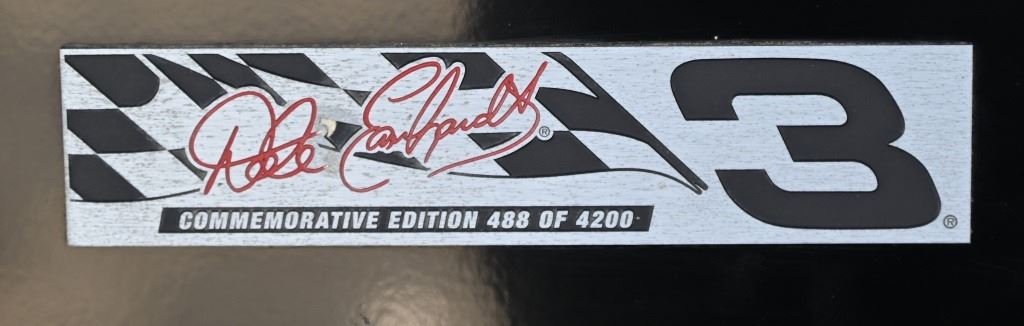 Dale Earnhardt ®
3 ®
COMMEMORATIVE EDITION 488 OF 4200